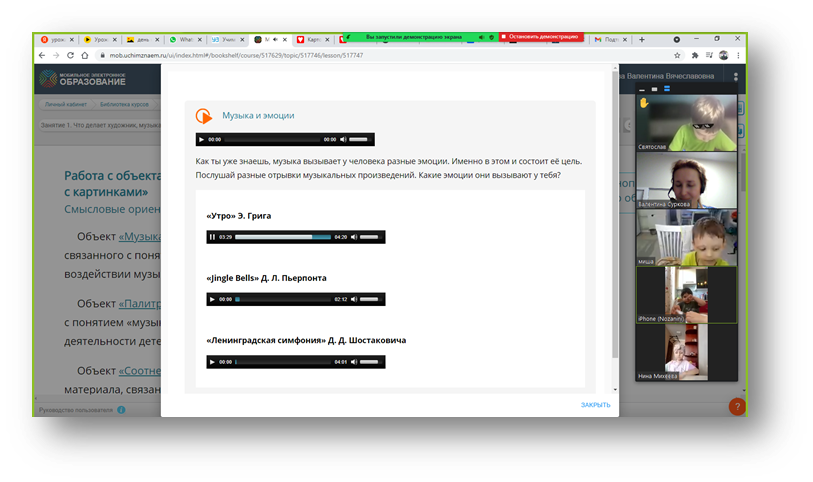 урок
Урок
день
What
Учим
М
Карт
Вы запустили демонстрацию экрана
Остановить демонстрацию
Подт
mob.uchimznaem.ru/ui/index.html#/bookshelf/course/517629/topic/517746/lesson/517747
МОБИЛЬНОЕ ЭЛЕКТРОННОЕ
ОБРАЗОВАНИЕ
Валентина Вячеславовна
Личный кабинет
Библиотека курсов
Занятие 1. Что делает художник, музыка
Работа с объекта
с картинками»
Смысловые ориен
Объект «Музыка
связанного с поня
воздействии музы
Объект «Палитр
с понятием «музык
деятельности дете
Объект «Соотне
материала, связан
Руководство пользователя
Музыка и эмоции
00:00 00:00
Как ты уже знаешь, музыка вызывает у человека разные эмоции. Именно в этом и состоит её цель.
Послушай разные отрывки музыкальных произведений. Какие эмоции они вызывают у тебя?
«Утро» Э. Грига
03:29 04:20
«Jingle Bells» Д. Л. Пьерпонта
00:00 02:12
«Ленинградская симфония» Д. Д. Шостаковича
00:00 04:01
ЗАКРЫТЬ
Святослав
Валентина Суркова
миша
iPhone (Nozanin)
Нина Михеева